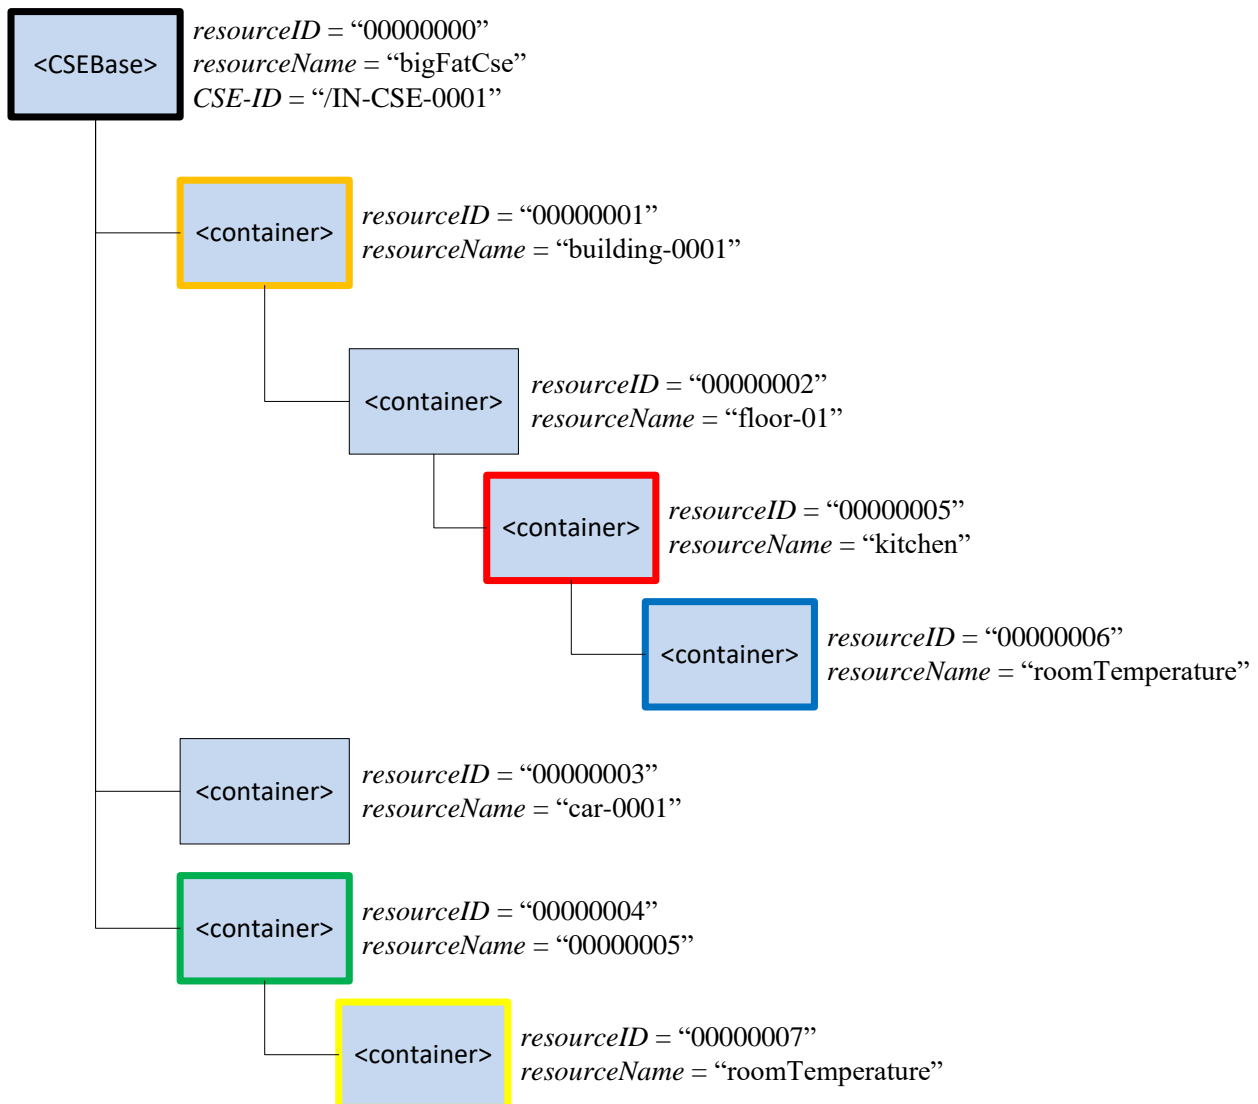 <CSEBase>
resourceID = “00000000”
resourceName = “bigFatCse”
CSE-ID = “/IN-CSE-0001”
<container>
resourceID = “00000001”
resourceName = “building-0001”
<container>
resourceID = “00000002”
resourceName = “floor-01”
<container>
resourceID = “00000005”
resourceName = “kitchen”
<container>
resourceID = “00000006”
resourceName = “roomTemperature”
<container>
resourceID = “00000003”
resourceName = “car-0001”
<container>
resourceID = “00000004”
resourceName = “00000005”
<container>
resourceID = “00000007”
resourceName = “roomTemperature”